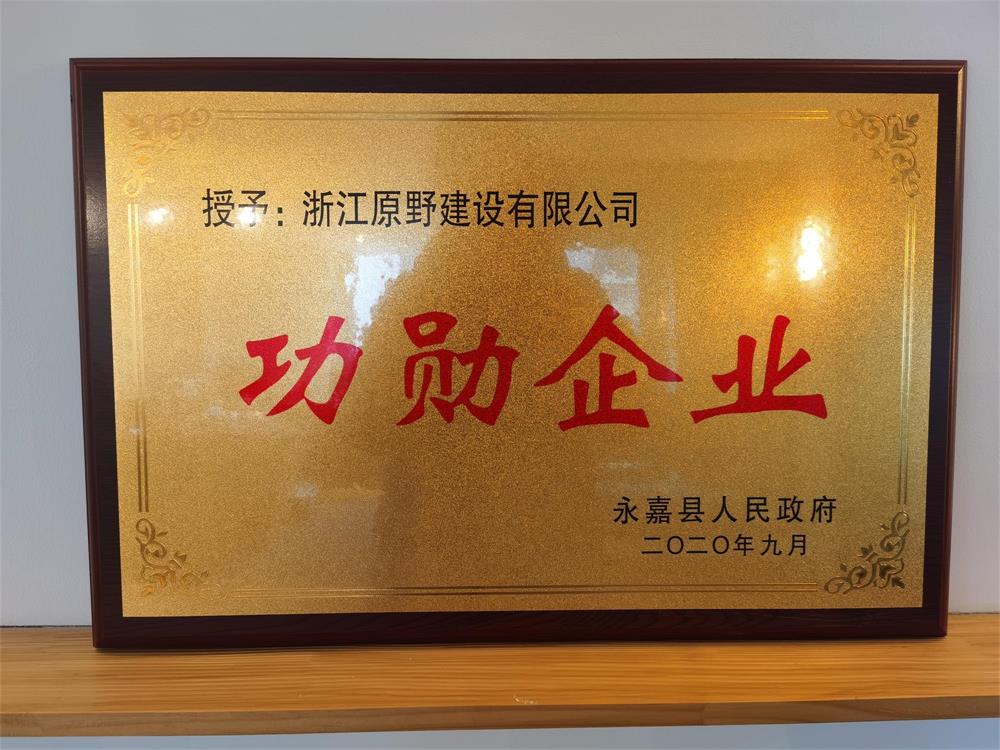 授予：浙江原野建设有限公司
功勋企业
永嘉县人民政府
二〇二〇年九月